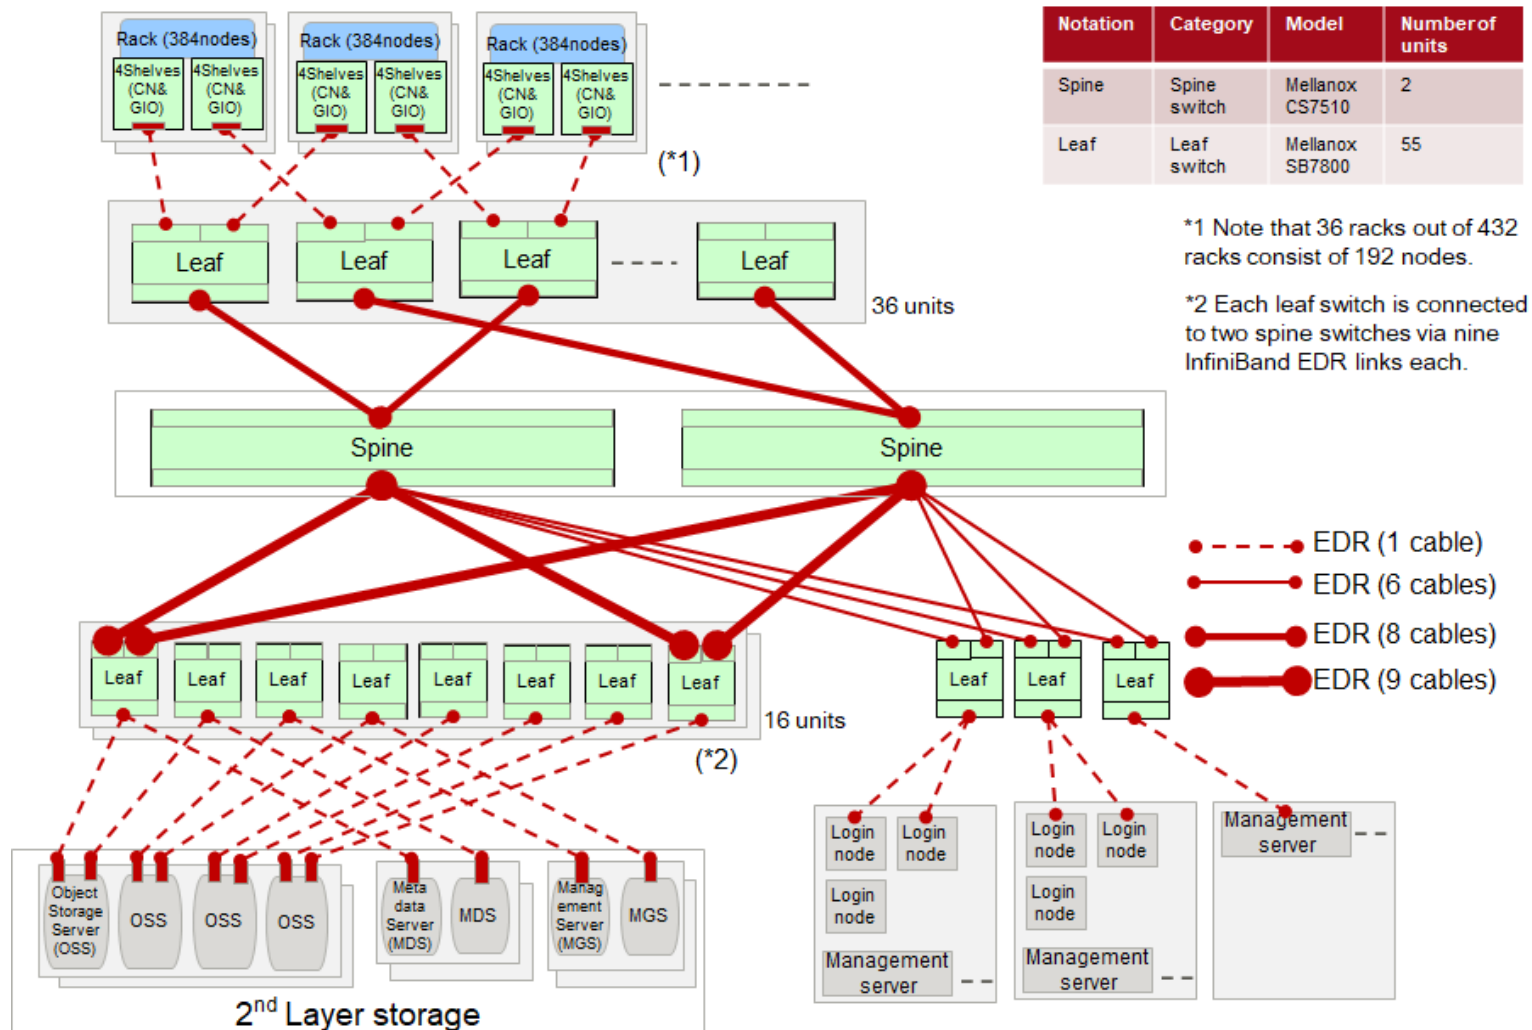 Rack (384nodes)
Rack (384nodes)
Rack (384nodes)
4Shelves
(CN&
GIO)
4Shelves
(CN&
GIO)
4Shelves
(CN&
GIO)
4Shelves
(CN&
GIO)
4Shelves
(CN&
GIO)
4Shelves
(CN&
GIO)
(*1)
Notation Category Model Number of
units
Spine Spine
switch Mellanox
CS7510 2
Leaf Leaf
switch Mellanox
SB7800 55
*1 Note that 36 racks out of 432
racks consist of 192 nodes.
*2 Each leaf switch is connected
to two spine switches via nine
InfiniBand EDR links each.
Leaf
Leaf
Leaf
Leaf
36 units
Spine
Spine
EDR (1 cable)
EDR (6 cables)
EDR (8 cables)
EDR (9 cables)
Leaf
Leaf
Leaf
Leaf
Leaf
Leaf
Leaf
Leaf
16 units
(*2)
Leaf
Leaf
Leaf
Object
Storage
Server
(OSS)
OSS
OSS
OSS
Meta
data
Server
(MDS)
MDS
Manag
ement
Server
(MGS)
MGS
2nd Layer storage
Login
node
Login
node
Login
node
Management
server
Login
node
Login
node
Login
node
Management
server
Management
server